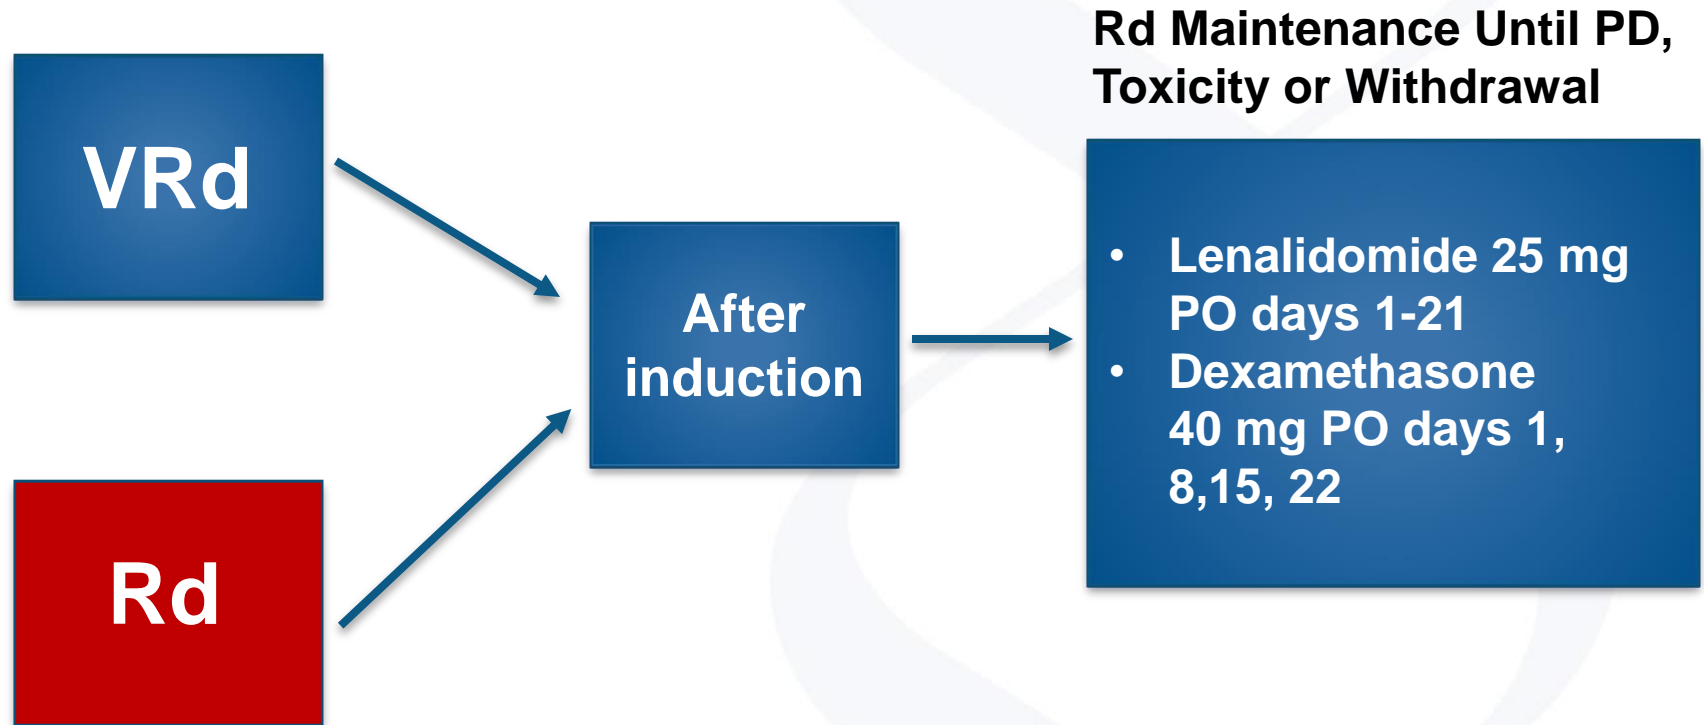 VRd
Rd
After
induction
Rd Maintenance Until PD,
Toxicity or Withdrawal
• Lenalidomide 25 mg
PO days 1-21
• Dexamethasone
40 mg PO days 1,
8,15, 22